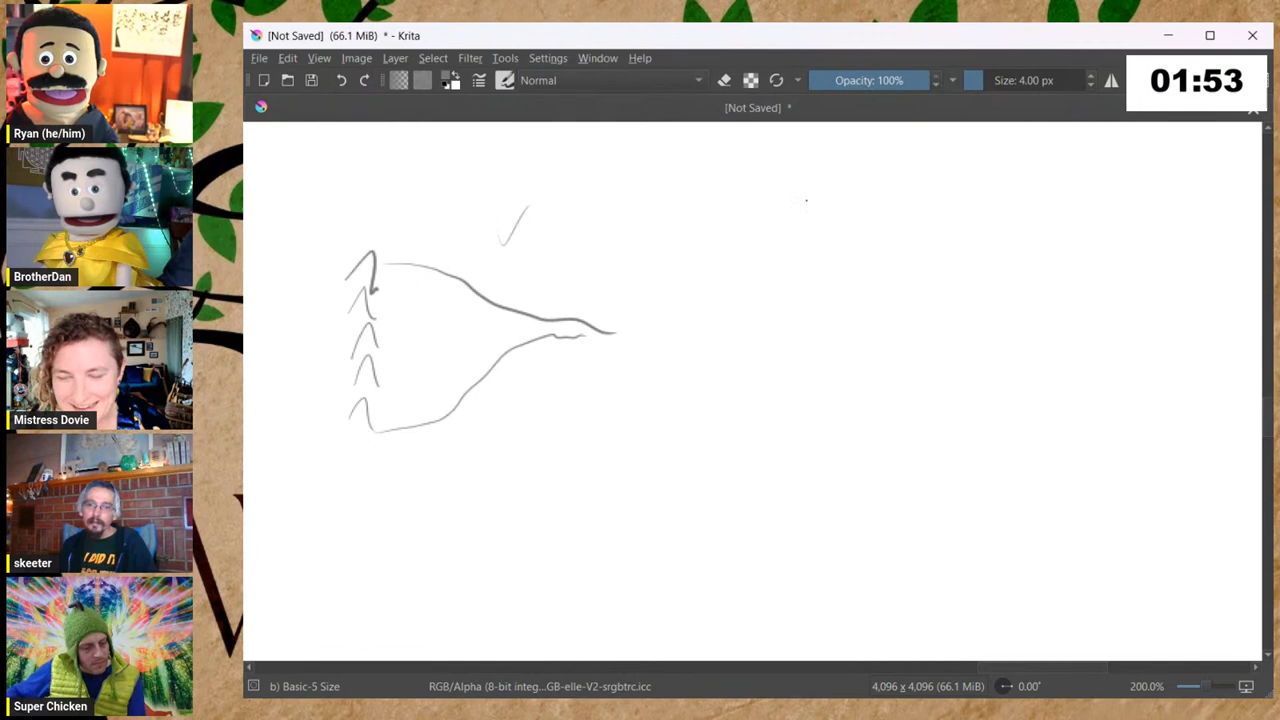 [Not Saved] (66.1 MiB) * - Krita
File Edit View Image Layer Select Filter Tools Settings Window Help
Normal Opacity: 100% Size: 4.00 px
01:53
[Not Saved] *
Ryan (he/him)
BrotherDan
Mistress Dovie
skeeter
Super Chicken
b) Basic-5 Size RGB/Alpha (8-bit integ...GB-elle-V2-srgbtrc.icc 4,096 x 4,096 (66.1 MiB) 0.00° 200.0%